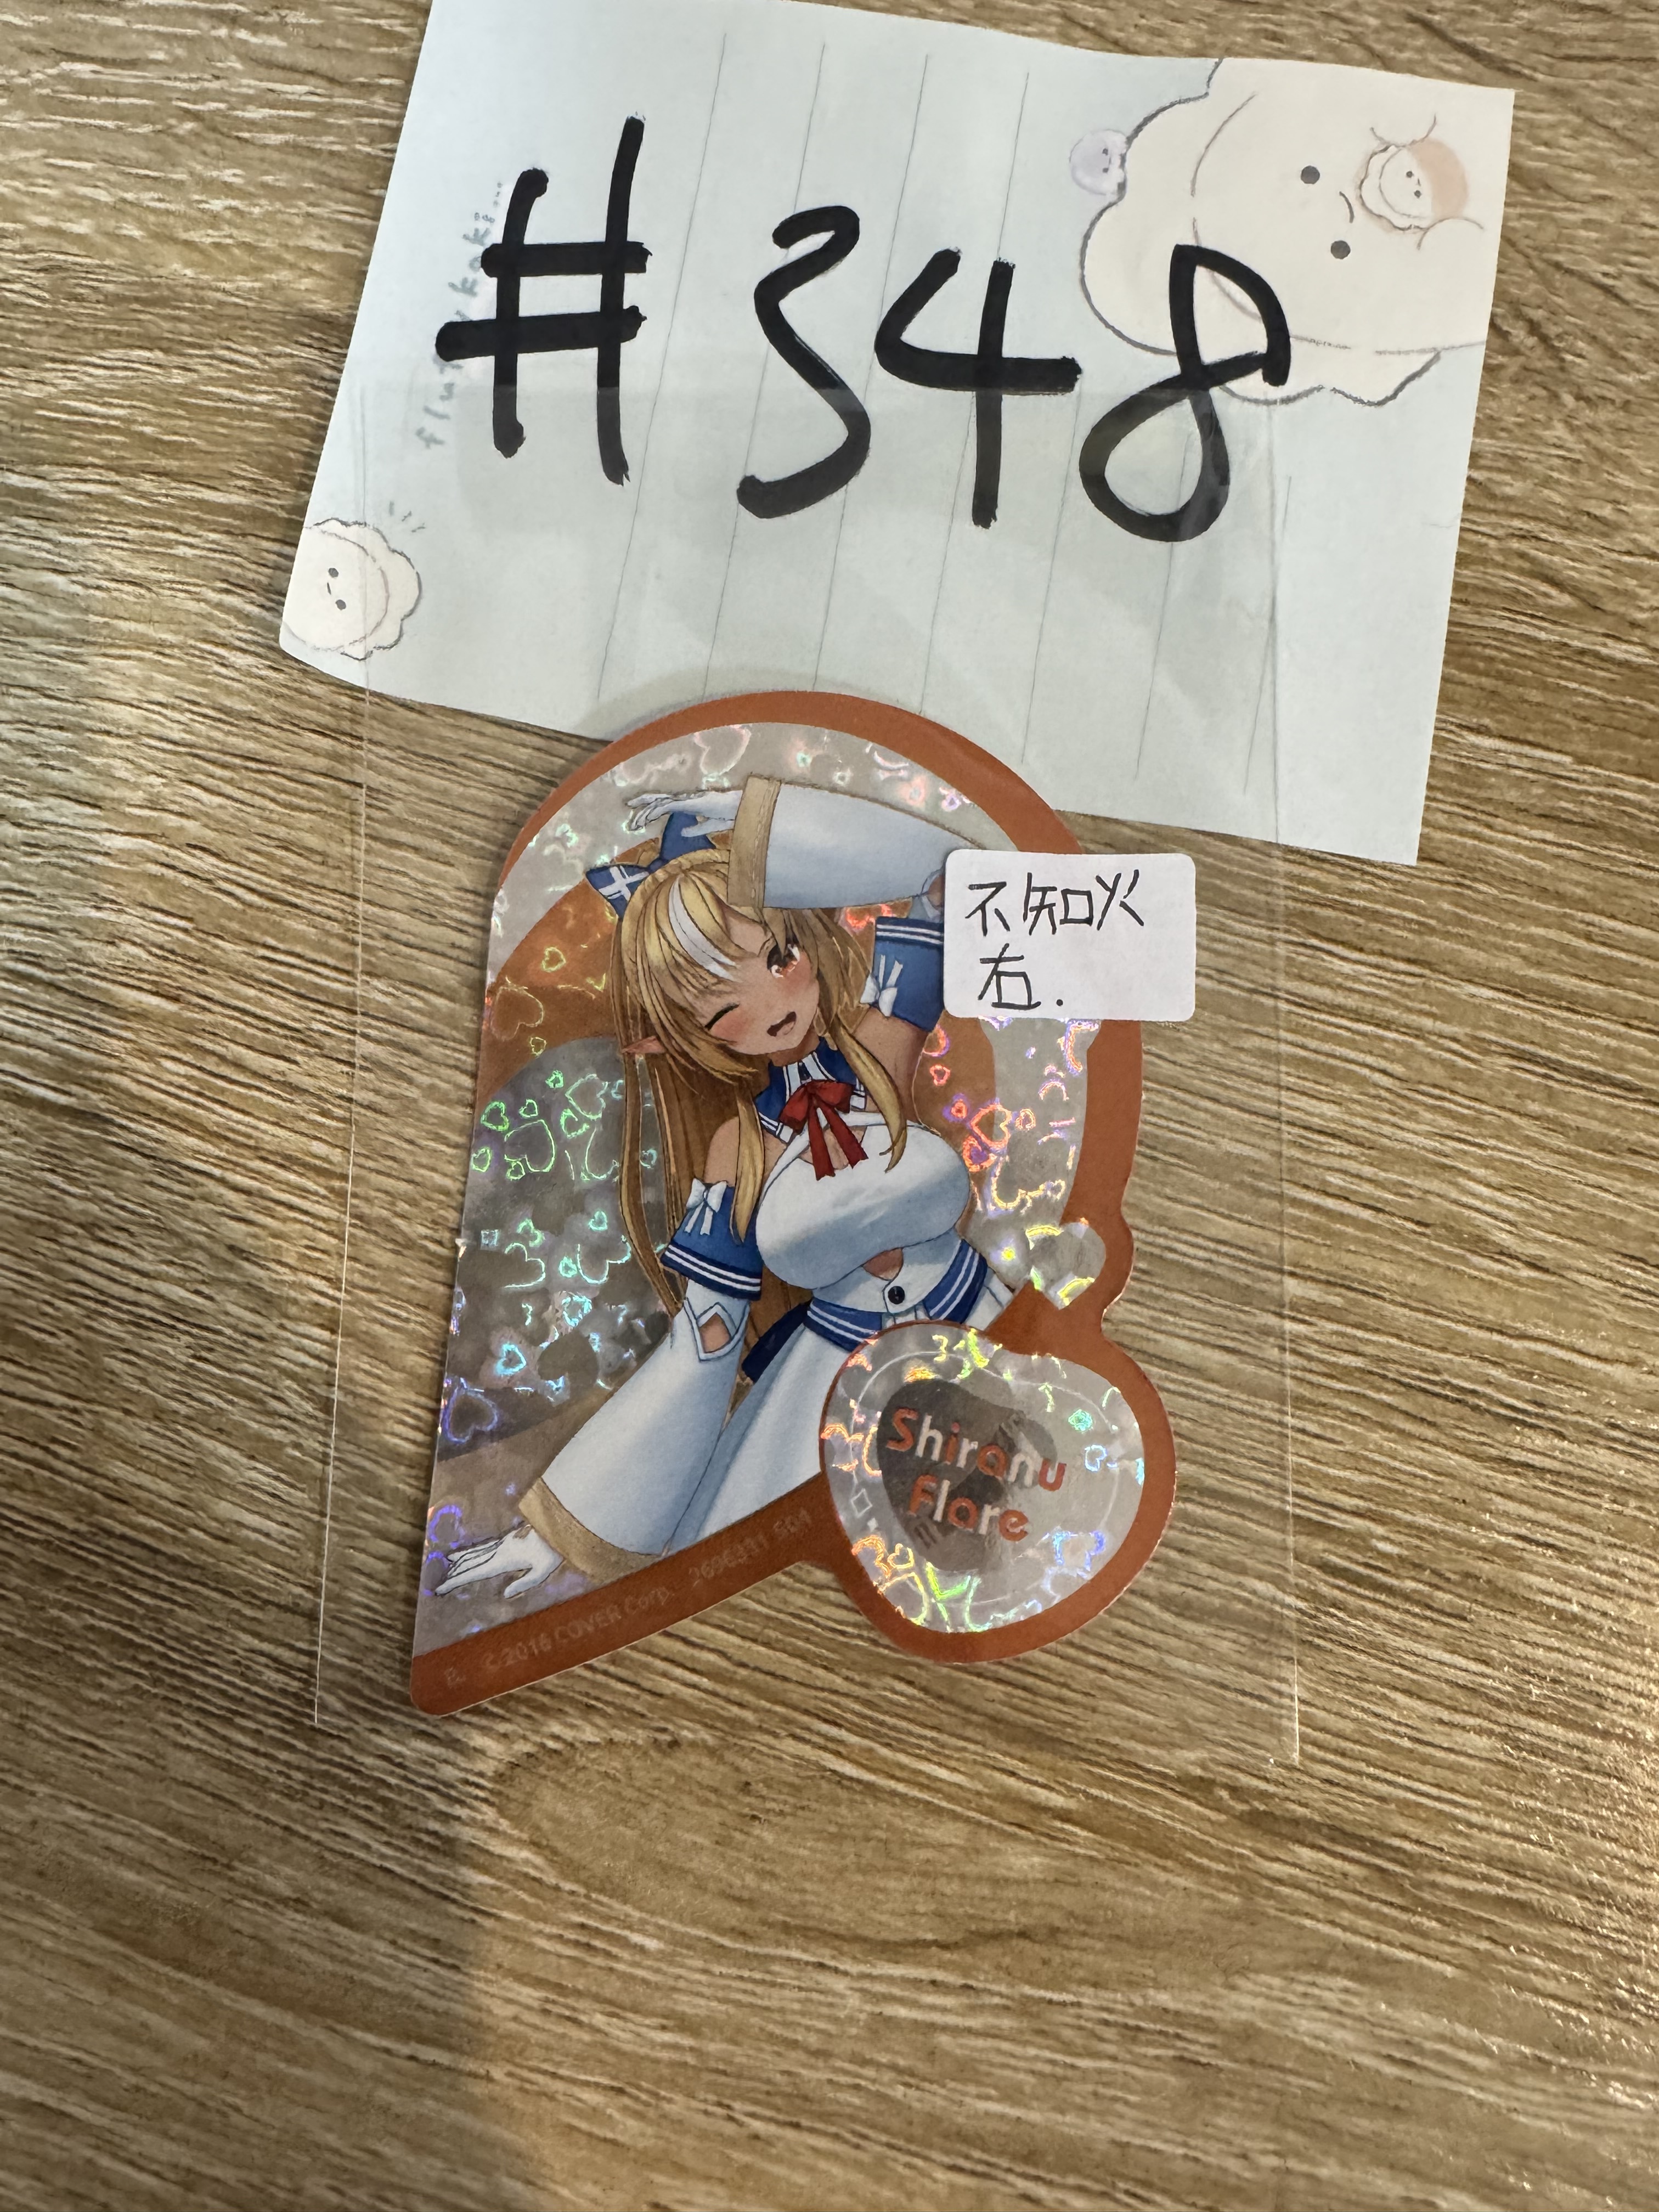 #348
不知火
右.
Shiranu
Flare
© 2016 COVER Corp.